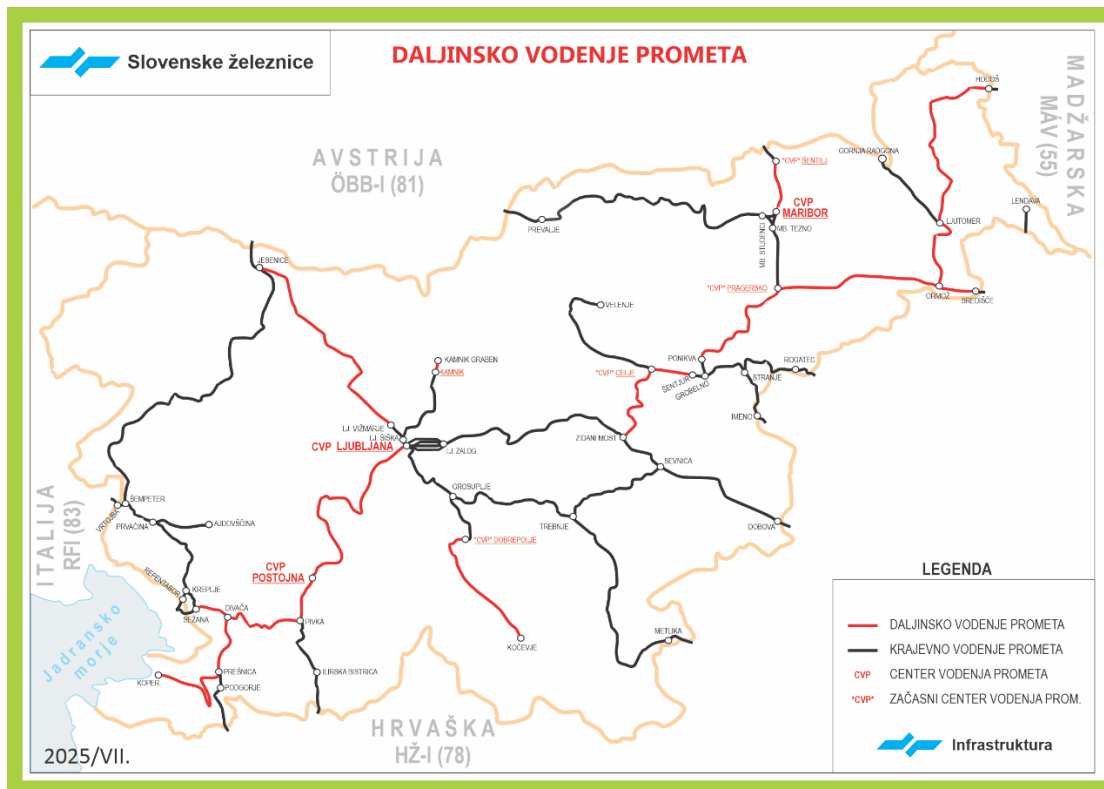 Slovenske železnice
DALJINSKO VODENJE PROMETA
AVSTRIJA
ÖBB-I (81)
MADŽARSKA
MÁV (55)
HODOŠ
GORNJA RADGONA
*CVP* ŠENTILJ
LENDAVA
CVP
MARIBOR
PREVALJE
MB. TEZNO
MB. STUDENCI
LJUTOMER
JESENICE
*CVP* PRAGERSKO
ORMOŽ
SREDIŠČE
VELENJE
KAMNIK GRABEN
KAMNIK
PONIKVA
ROGATEC
*CVP* CELJE
ŠENTJUR
GROBELNO
STRANJE
IMENO
LJ. VIŽMARJE
LJ. ŠIŠKA
CVP LJUBLJANA
LJ. ZALOG
ZIDANI MOST
SEVNICA
GROSUPLJE
ITALIJA
RFI (83)
ŠEMPETER
VRTOJBA
PRVAČINA
AJDOVŠČINA
TREBNJE
DOBOVA
*CVP* DOBREPOLJE
CVP
POSTOJNA
REPENTABOR
KREPLJE
SEŽANA
DIVAČA
PIVKA
KOČEVJE
METLIKA
Jadransko
morje
KOPER
PREŠNICA
PODGORJE
ILIRSKA BISTRICA
HRVAŠKA
HŽ-I (78)
2025/VII.
LEGENDA
DALJINSKO VODENJE PROMETA
KRAJEVNO VODENJE PROMETA
CVP CENTER VODENJA PROMETA
*CVP* ZAČASNI CENTER VODENJA PROM.
Infrastruktura